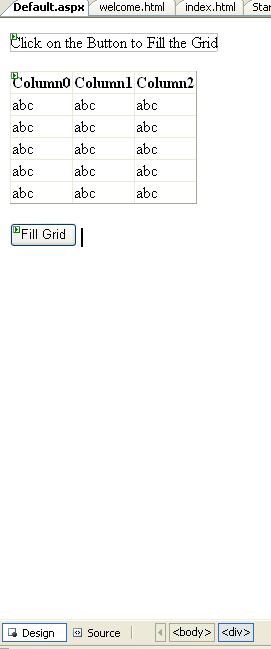 Default.aspx welcome.html index.html Star
Click on the Button to Fill the Grid
Column0 Column1 Column2
abc abc abc
abc abc abc
abc abc abc
abc abc abc
abc abc abc
Fill Grid
Design Source <body> <div>